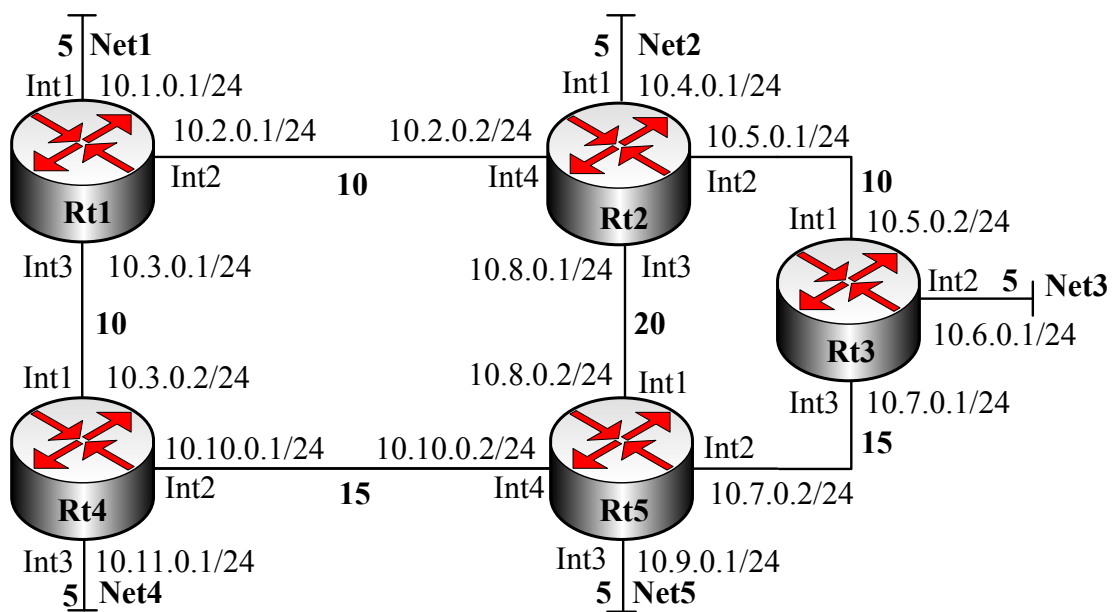 5 Net1
5 Net2
Int1 10.1.0.1/24
Int1 10.4.0.1/24
10.2.0.1/24
10.2.0.2/24
10.5.0.1/24
Int2
10
Int4
Int2
10
Rt1
Rt2
Int1
10.5.0.2/24
Int3 10.3.0.1/24
10.8.0.1/24 Int3
Int2 5 Net3
10
20
10.6.0.1/24
Rt3
Int1 10.3.0.2/24
10.8.0.2/24 Int1
Int3 10.7.0.1/24
15
10.10.0.1/24
10.10.0.2/24
Int2
Int2
15
Int4
10.7.0.2/24
Rt4
Rt5
Int3 10.11.0.1/24
Int3 10.9.0.1/24
5 Net4
5 Net5